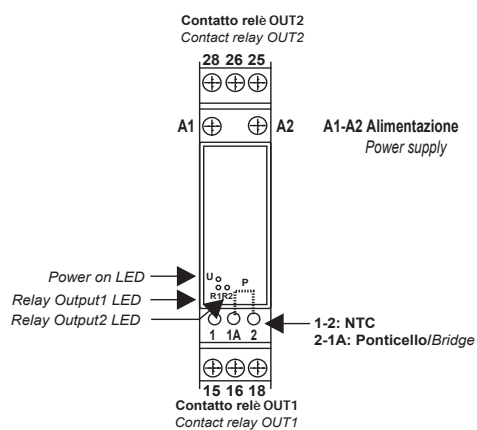 Contatto relè OUT2
Contact relay OUT2
28 26 25
A1
A2
A1-A2 Alimentazione
Power supply
Power on LED
U
P
Relay Output1 LED
R1R2
Relay Output2 LED
1 1A 2
1-2: NTC
2-1A: Ponticello/Bridge
15 16 18
Contatto relè OUT1
Contact relay OUT1